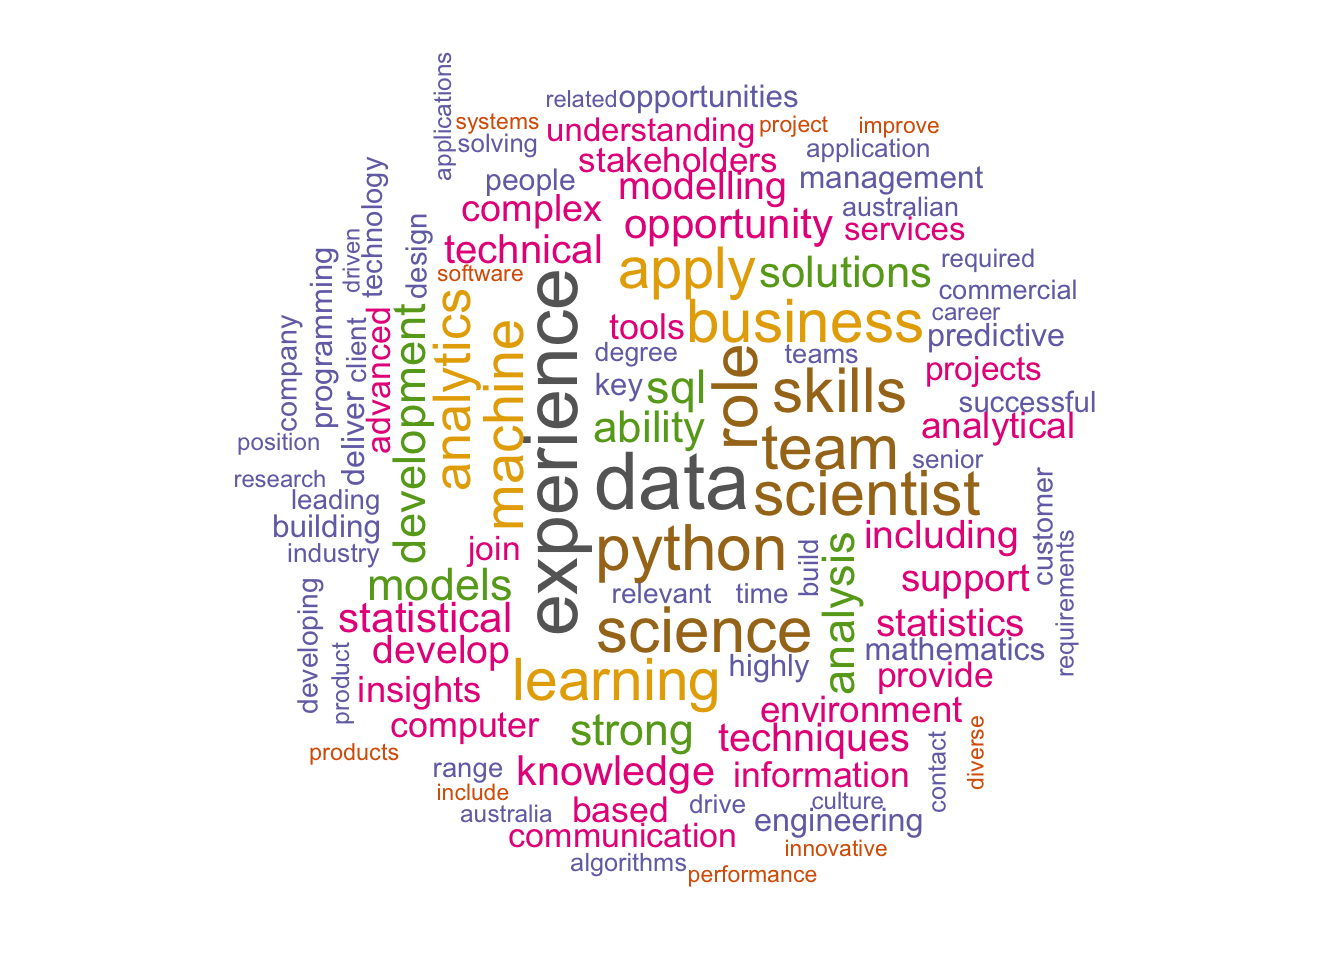 applications
related
opportunities
systems
understanding
project
improve
solving
stakeholders
application
people
modelling
management
technology
complex
opportunity
australian
services
design
technical
driven
programming
software
apply
solutions
required
commercial
company
deliver
client
advanced
development
analytics
machine
experience
tools
business
career
predictive
degree
teams
key
sql
role
skills
projects
successful
position
ability
team
analytical
senior
research
leading
data
scientist
building
industry
join
python
build
analysis
including
customer
requirements
models
relevant
time
support
developing
statistical
science
statistics
product
develop
highly
mathematics
insights
learning
provide
computer
strong
environment
techniques
diverse
products
range
knowledge
information
contact
include
australia
based
drive
culture
communication
engineering
algorithms
innovative
performance